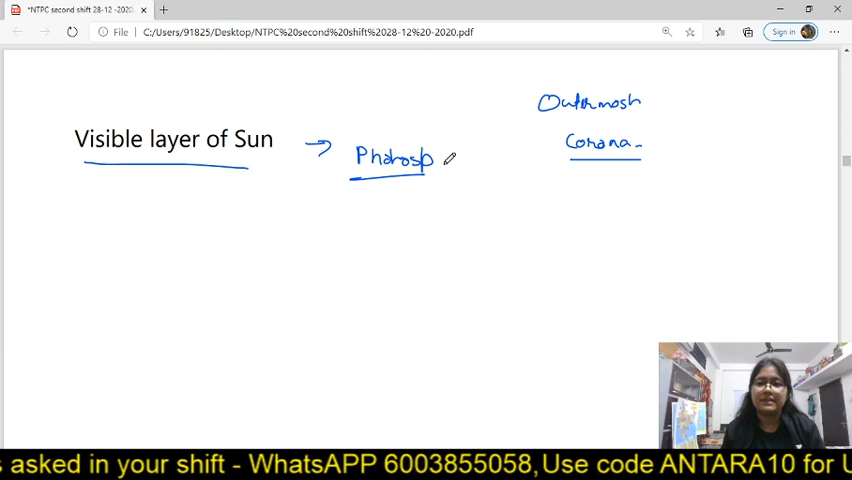 *NTPC second shift 28-12 -2020-
Sign in
File
C:/Users/91825/Desktop/NTPC%20second%20shift%2028-12%20-2020.pdf
Outermosh
Visible layer of Sun → Photosp
Corona
s asked in your shift - WhatsAPP 6003855058,Use code ANTARA10 for U